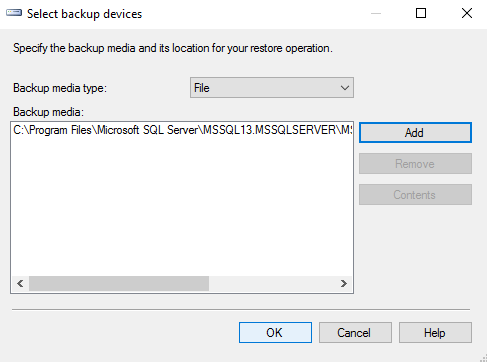 Select backup devices
Specify the backup media and its location for your restore operation.
Backup media type:
File
Backup media:
C:\Program Files\Microsoft SQL Server\MSSQL13.MSSQLSERVER\MS
Add
Remove
Contents
OK
Cancel
Help